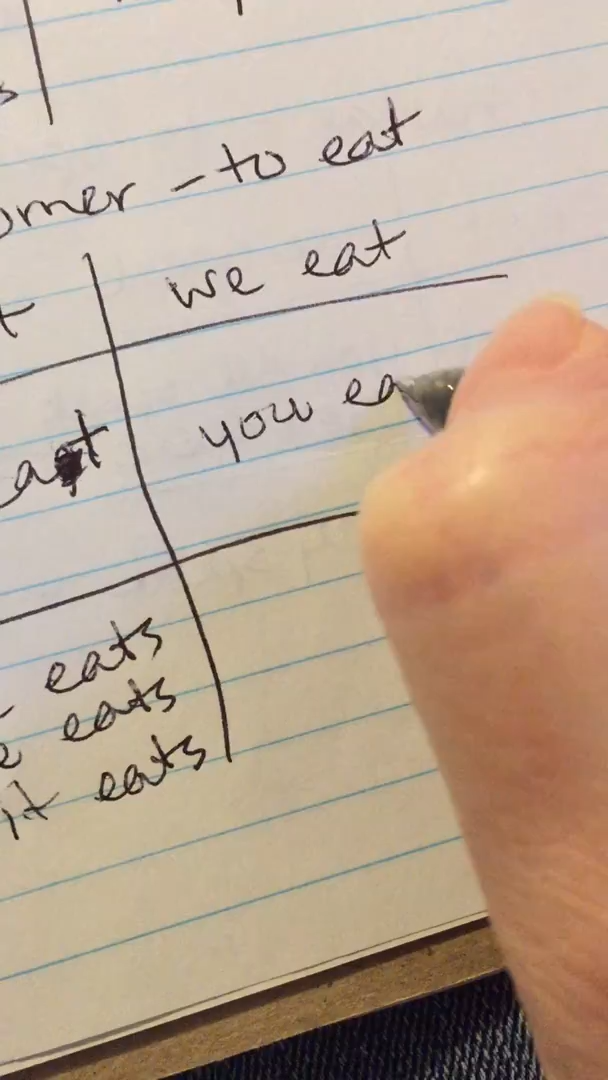 omer - to eat
we eat
eat you ea
eats
eats
it eats